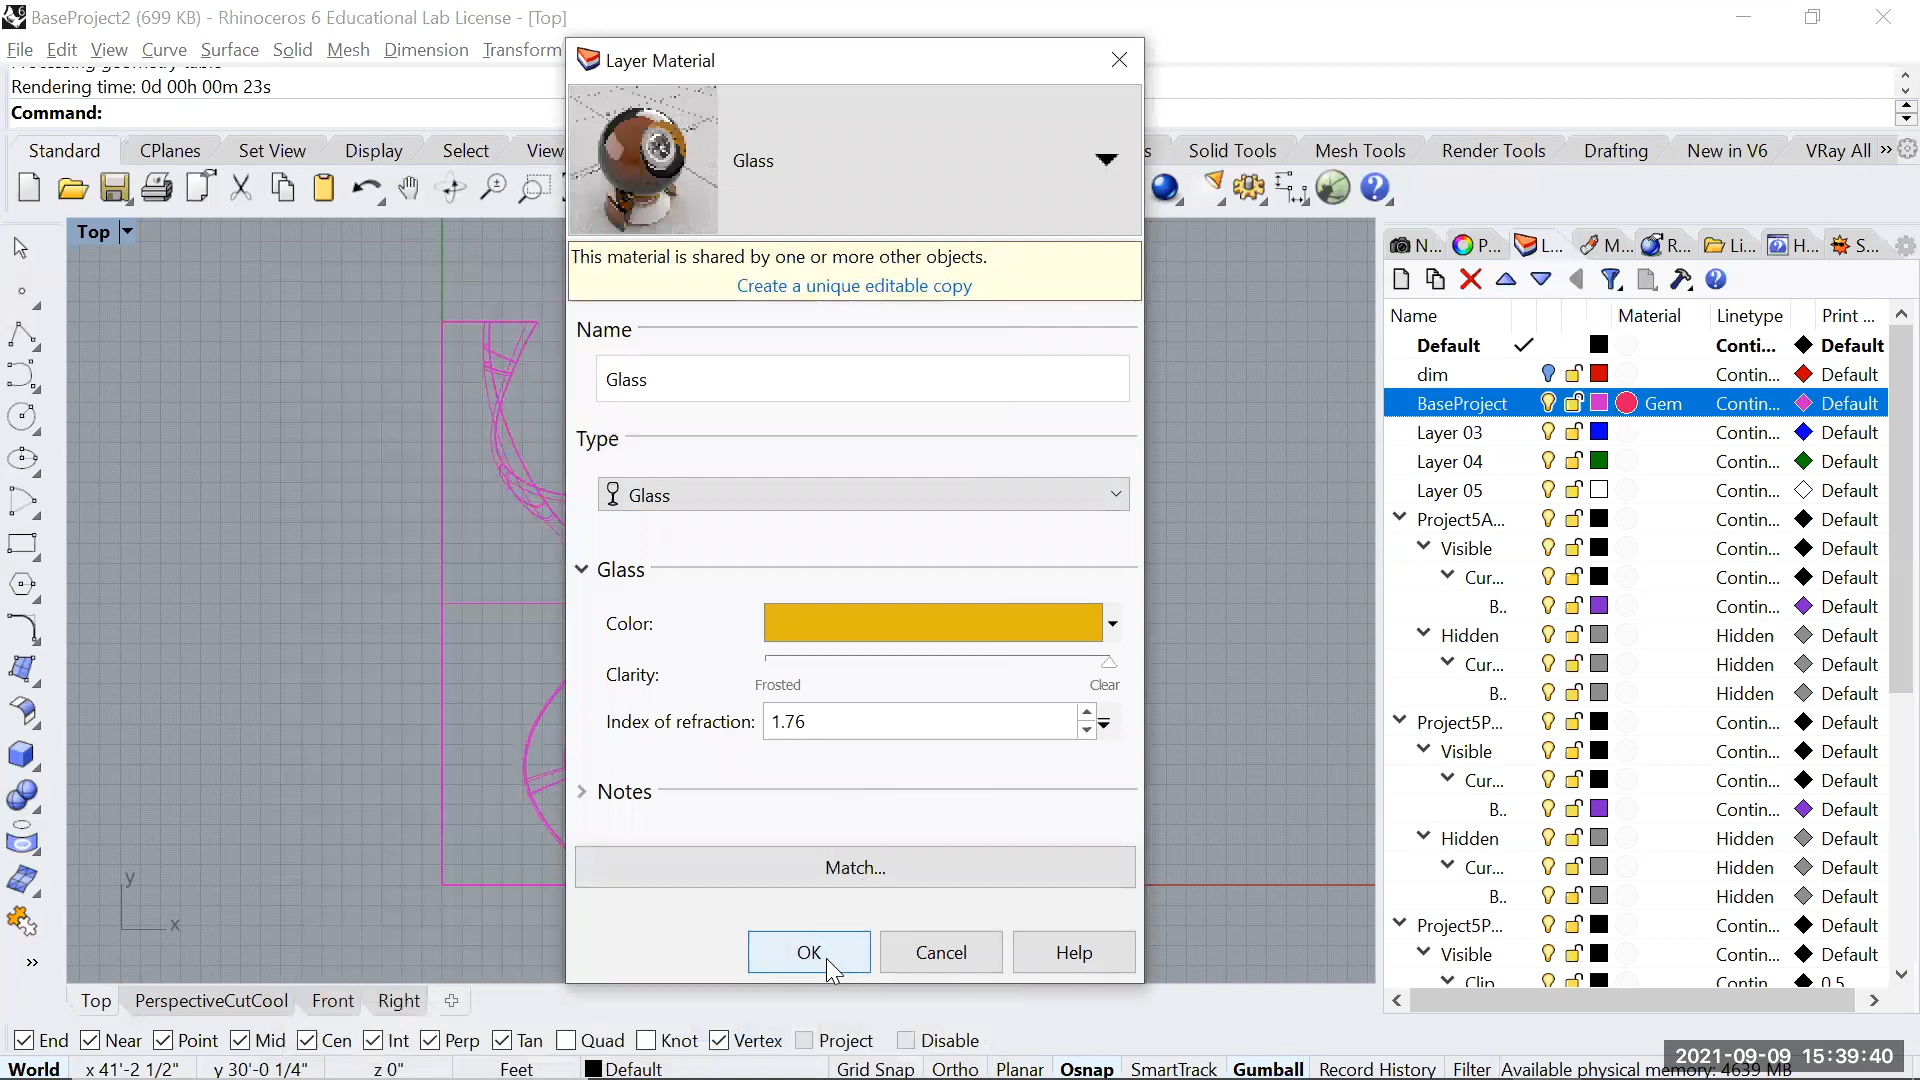 BaseProject2 (699 KB) - Rhinoceros 6 Educational Lab License - [Top]
File Edit View Curve Surface Solid Mesh Dimension Transform
Rendering time: 0d 00h 00m 23s
Command:
Standard CPlanes Set View Display Select View Solid Tools Mesh Tools Render Tools Drafting New in V6 VRay All »
Layer Material
Glass
This material is shared by one or more other objects.
Create a unique editable copy
Name
Glass
Type
Glass
Glass
Color:
Clarity:
Frosted Clear
Index of refraction: 1.76
Notes
Match...
OK Cancel Help
Top
y
x
N... P... L... M... R... Li... H... S...
Name Material Linetype Print ...
Default Conti... Default
dim Contin... Default
BaseProject Gem Contin... Default
Layer 03 Contin... Default
Layer 04 Contin... Default
Layer 05 Contin... Default
Project5A... Contin... Default
Visible Contin... Default
Cur... Contin... Default
B.. Contin... Default
Hidden Hidden Default
Cur... Hidden Default
B.. Hidden Default
Project5P... Contin... Default
Visible Contin... Default
Cur... Contin... Default
B.. Contin... Default
Hidden Hidden Default
Cur... Hidden Default
B.. Hidden Default
Project5P... Contin... Default
Visible Contin... Default
Clip Contin... 0.5
Top PerspectiveCutCool Front Right
End Near Point Mid Cen Int Perp Tan Quad Knot Vertex Project Disable
World x 41'-2 1/2" y 30'-0 1/4" z 0" Feet Default Grid Snap Ortho Planar Osnap SmartTrack Gumball Record History Filter Available physical memory: 4639 MB
2021-09-09 15:39:40